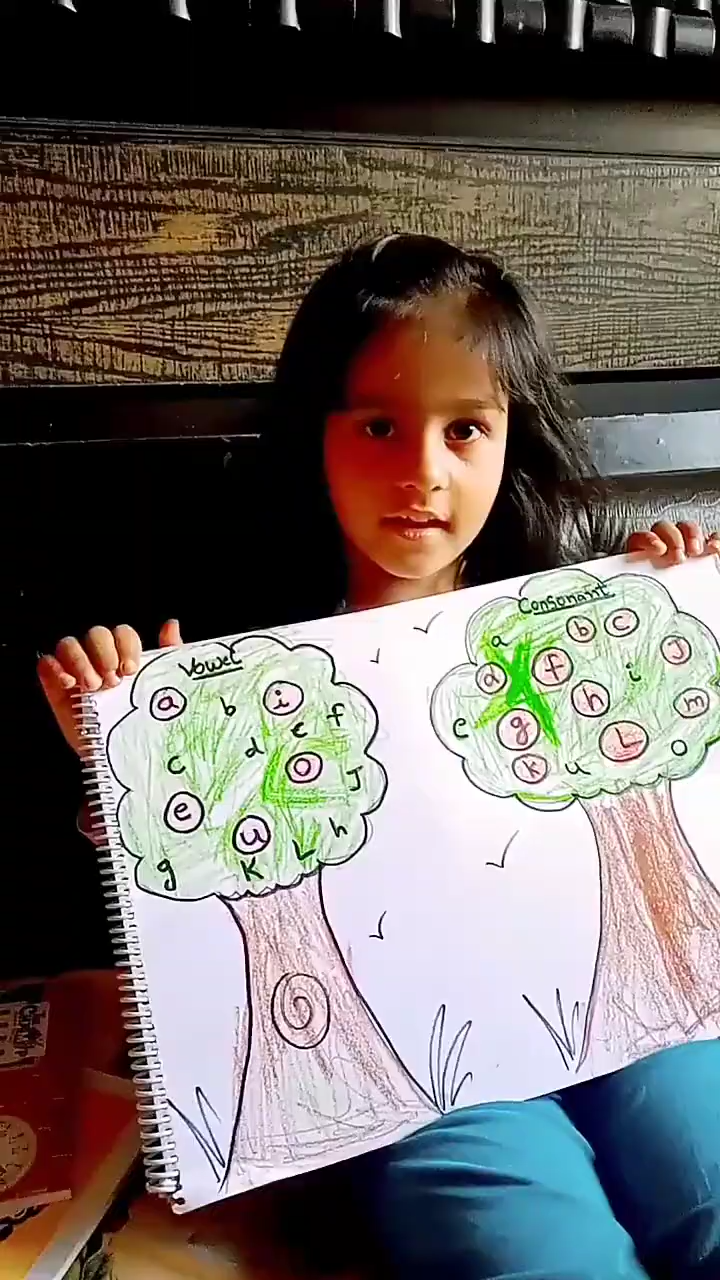 Vowel
a b i
e f
c d o J
e u h
g K L
Consonant
a b c
d f i J
e g h m
K u L o